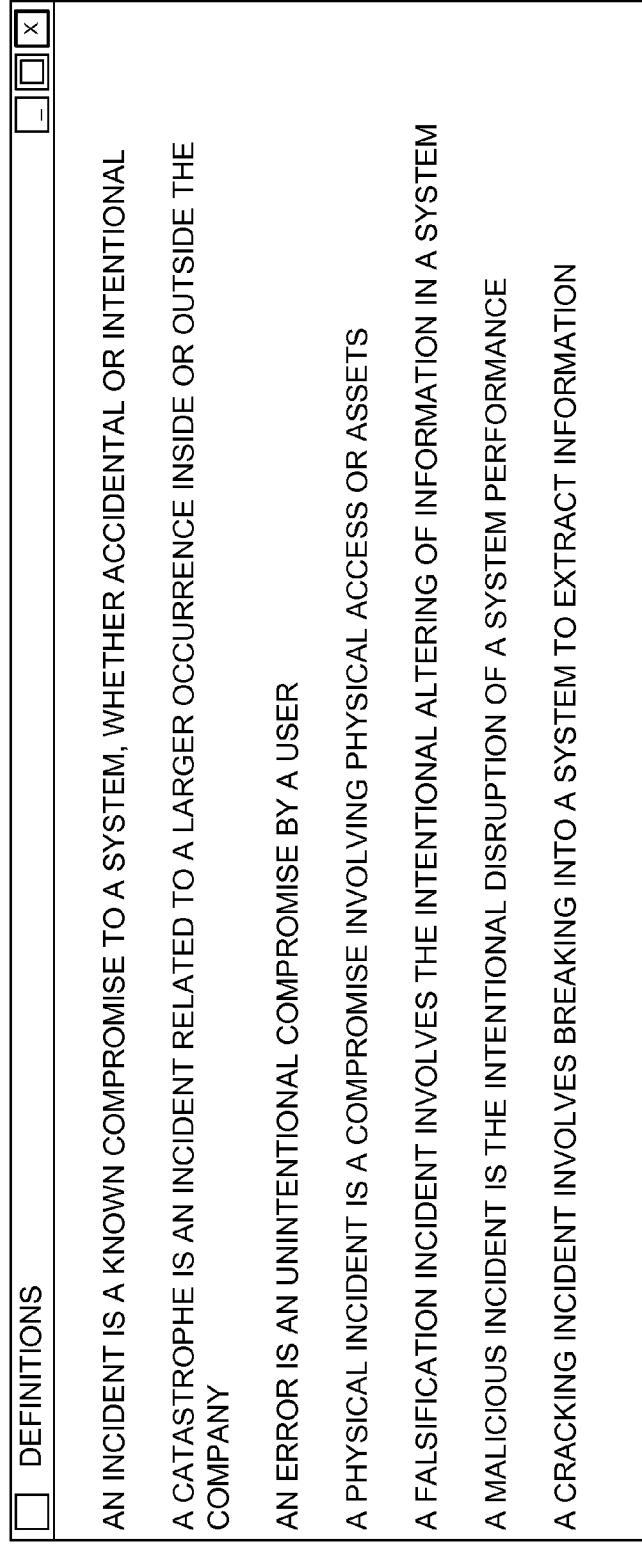 DEFINITIONS
AN INCIDENT IS A KNOWN COMPROMISE TO A SYSTEM, WHETHER ACCIDENTAL OR INTENTIONAL
A CATASTROPHE IS AN INCIDENT RELATED TO A LARGER OCCURRENCE INSIDE OR OUTSIDE THE
COMPANY
AN ERROR IS AN UNINTENTIONAL COMPROMISE BY A USER
A PHYSICAL INCIDENT IS A COMPROMISE INVOLVING PHYSICAL ACCESS OR ASSETS
A FALSIFICATION INCIDENT INVOLVES THE INTENTIONAL ALTERING OF INFORMATION IN A SYSTEM
A MALICIOUS INCIDENT IS THE INTENTIONAL DISRUPTION OF A SYSTEM PERFORMANCE
A CRACKING INCIDENT INVOLVES BREAKING INTO A SYSTEM TO EXTRACT INFORMATION